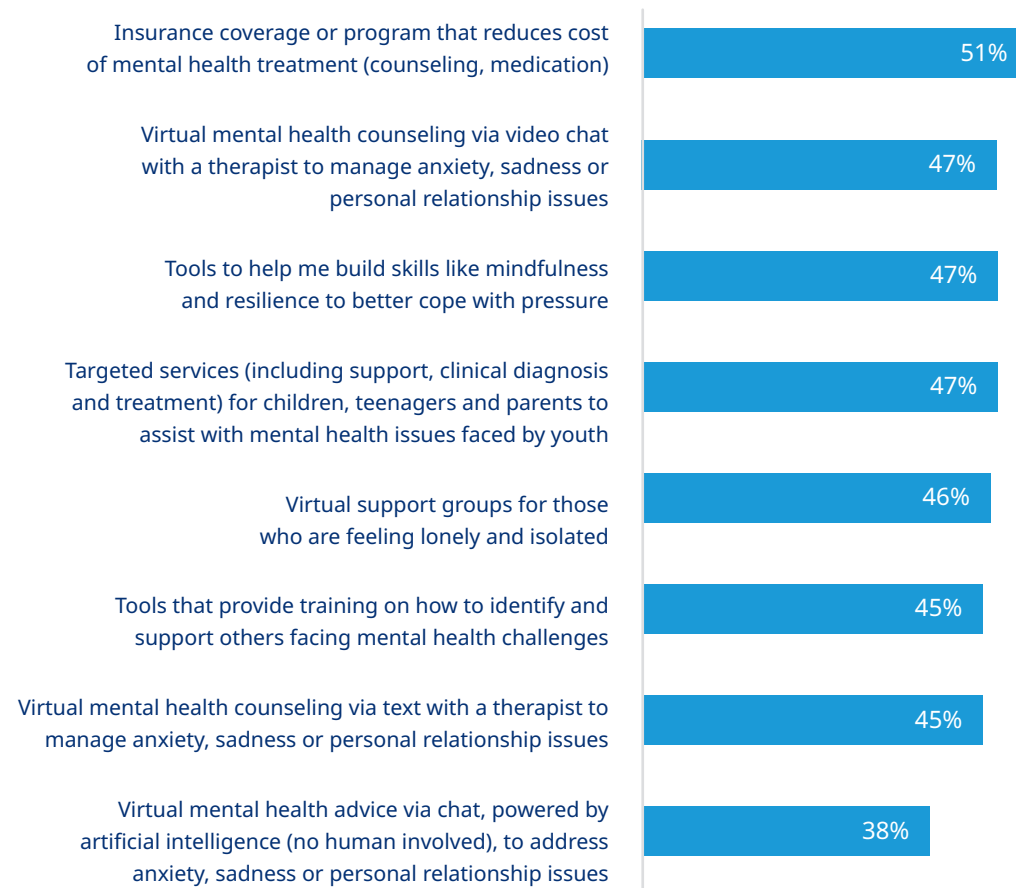 Insurance coverage or program that reduces cost
of mental health treatment (counseling, medication)
51%
Virtual mental health counseling via video chat
with a therapist to manage anxiety, sadness or
personal relationship issues
47%
Tools to help me build skills like mindfulness
and resilience to better cope with pressure
47%
Targeted services (including support, clinical diagnosis
and treatment) for children, teenagers and parents to
assist with mental health issues faced by youth
47%
Virtual support groups for those
who are feeling lonely and isolated
46%
Tools that provide training on how to identify and
support others facing mental health challenges
45%
Virtual mental health counseling via text with a therapist to
manage anxiety, sadness or personal relationship issues
45%
Virtual mental health advice via chat, powered by
artificial intelligence (no human involved), to address
anxiety, sadness or personal relationship issues
38%